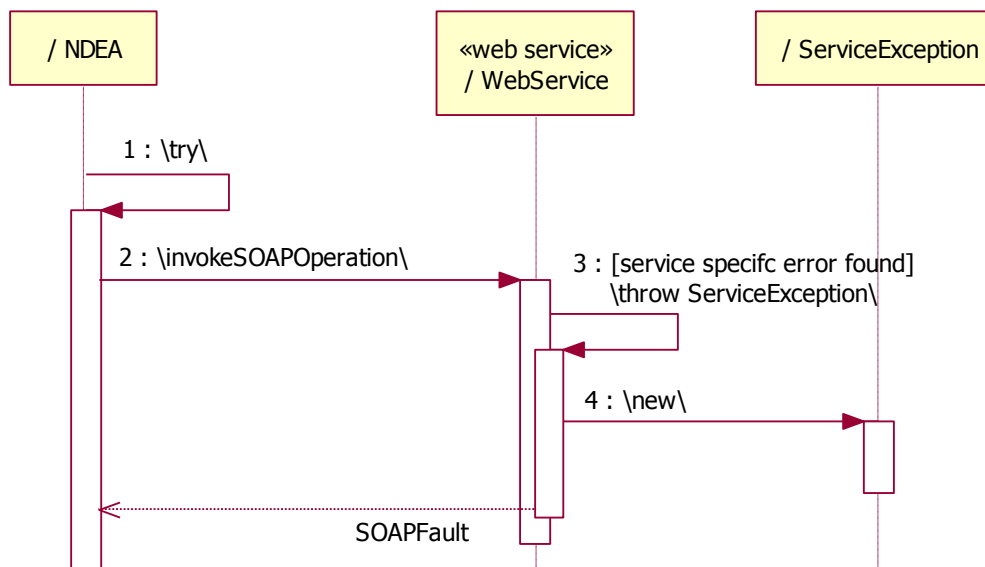 / NDEA
«web service»
/ WebService
/ ServiceException
1 : \try\
2 : \invokeSOAPOperation\
3 : [service specifc error found]
\throw ServiceException\
4 : \new\
SOAPFault